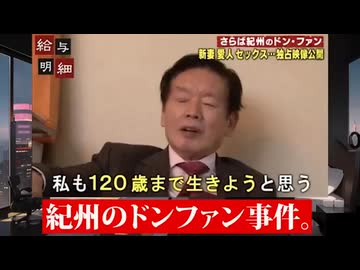 給与
明細
さらば紀州のドン・ファン
新妻 愛人 セックス…独占映像公開
私も120歳まで生きようと思う
紀州のドンファン事件。